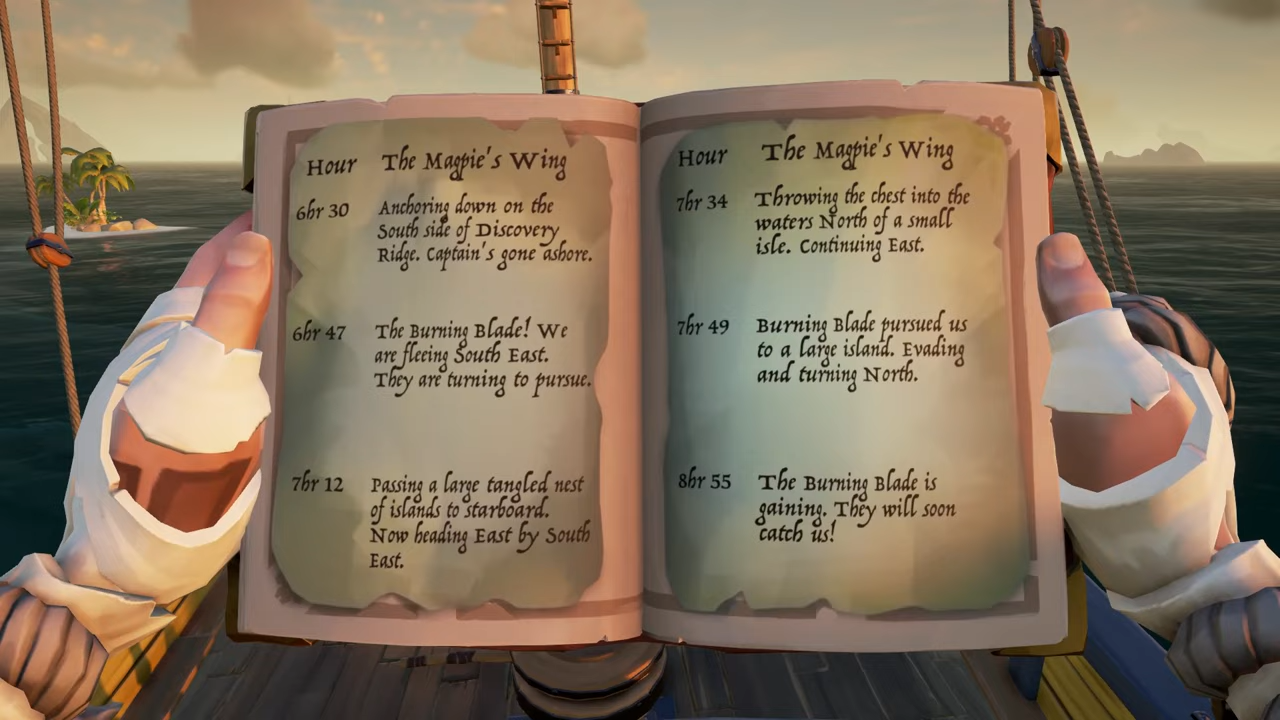 Hour The Magpie's Wing
6hr 30 Anchoring down on the
South side of Discovery
Ridge. Captain's gone ashore.
6hr 47 The Burning Blade! We
are fleeing South East.
They are turning to pursue.
7hr 12 Passing a large tangled nest
of islands to starboard.
Now heading East by South
East.
Hour The Magpie's Wing
7hr 34 Throwing the chest into the
waters North of a small
isle. Continuing East.
7hr 49 Burning Blade pursued us
to a large island. Evading
and turning North.
8hr 55 The Burning Blade is
gaining. They will soon
catch us!